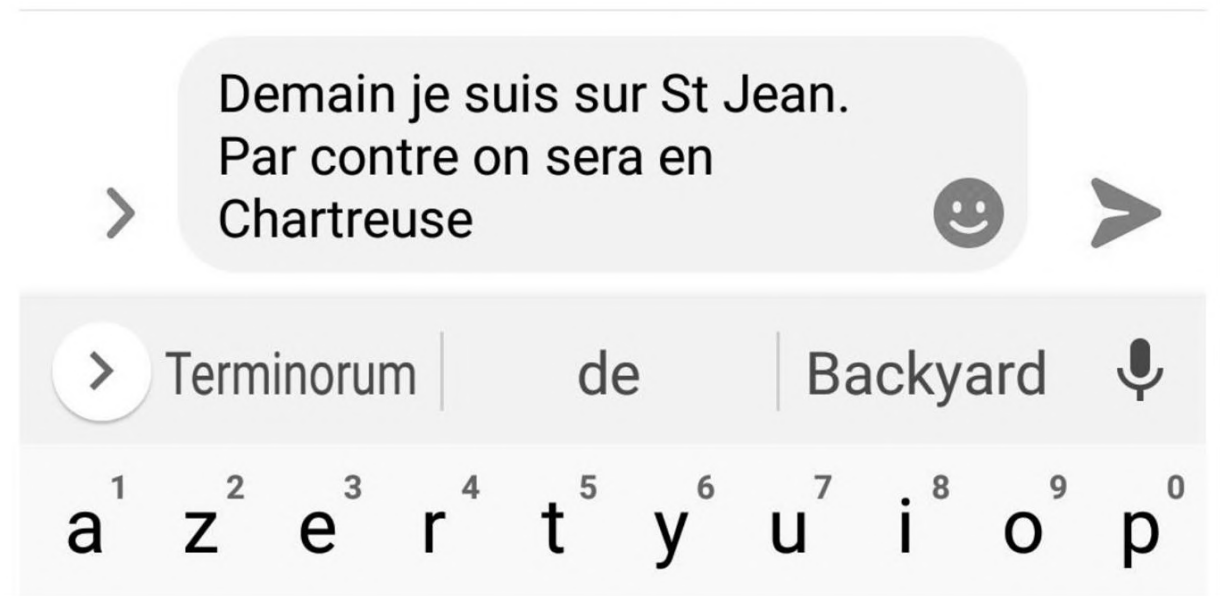 Demain je suis sur St Jean.
Par contre on sera en
Chartreuse
Terminorum de Backyard
1 2 3 4 5 6 7 8 9 0
a z e r t y u i o p